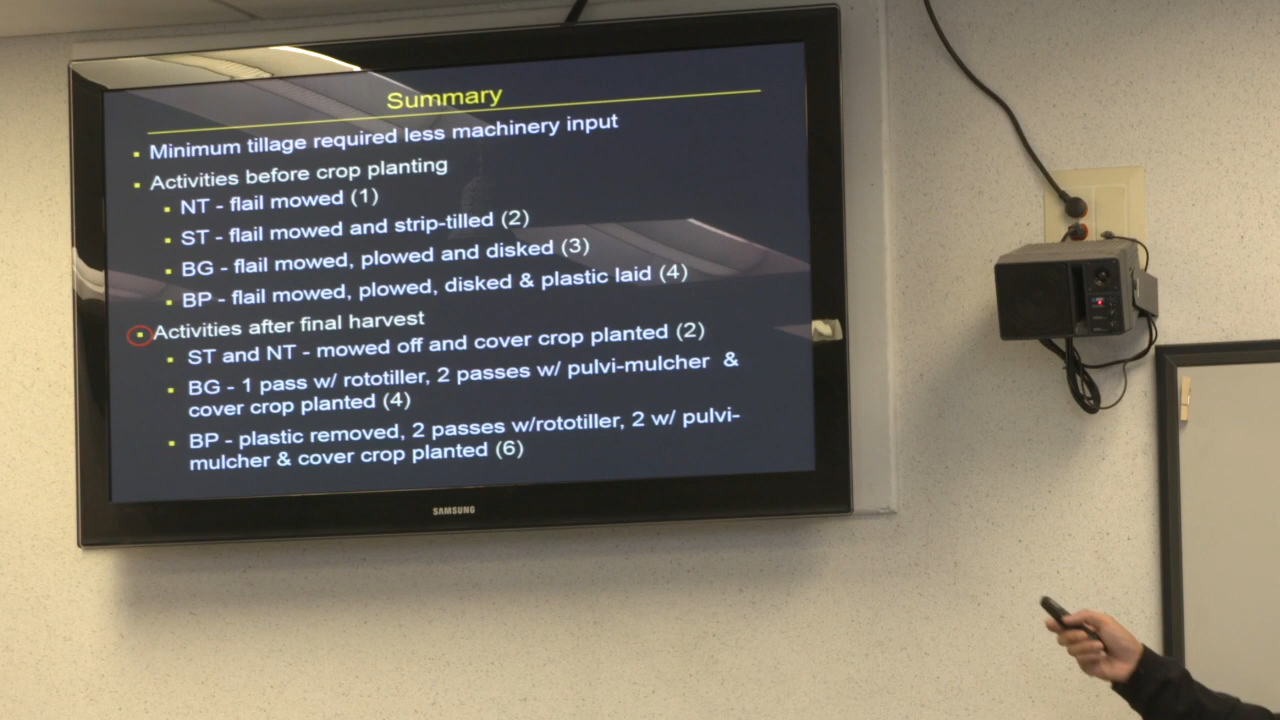 Summary
Minimum tillage required less machinery input
Activities before crop planting
NT - flail mowed (1)
ST - flail mowed and strip-tilled (2)
BG - flail mowed, plowed and disked (3)
BP - flail mowed, plowed, disked & plastic laid (4)
Activities after final harvest
ST and NT - mowed off and cover crop planted (2)
BG - 1 pass w/ rototiller, 2 passes w/ pulvi-mulcher &
cover crop planted (4)
BP - plastic removed, 2 passes w/rototiller, 2 w/ pulvi-
mulcher & cover crop planted (6)
SAMSUNG